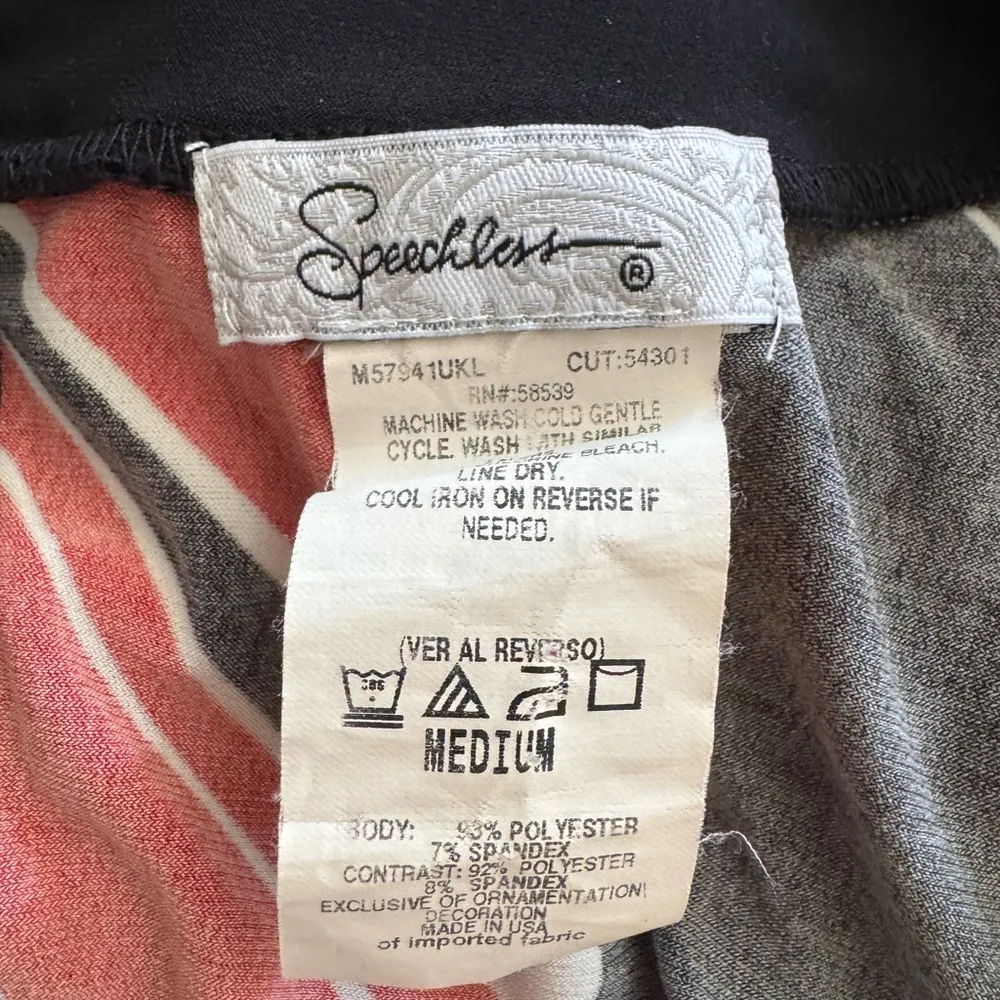 Speechless ®
M57941UKL CUT:54301
RN#:58539
MACHINE WASH COLD GENTLE
CYCLE. WASH WITH SIMILAR
BLEACH.
LINE DRY.
COOL IRON ON REVERSE IF
NEEDED.
(VER AL REVERSO)
MEDIUM
BODY: 93% POLYESTER
7% SPANDEX
CONTRAST: 92% POLYESTER
8% SPANDEX
EXCLUSIVE OF ORNAMENTATION\
DECORATION
MADE IN USA
of imported fabric